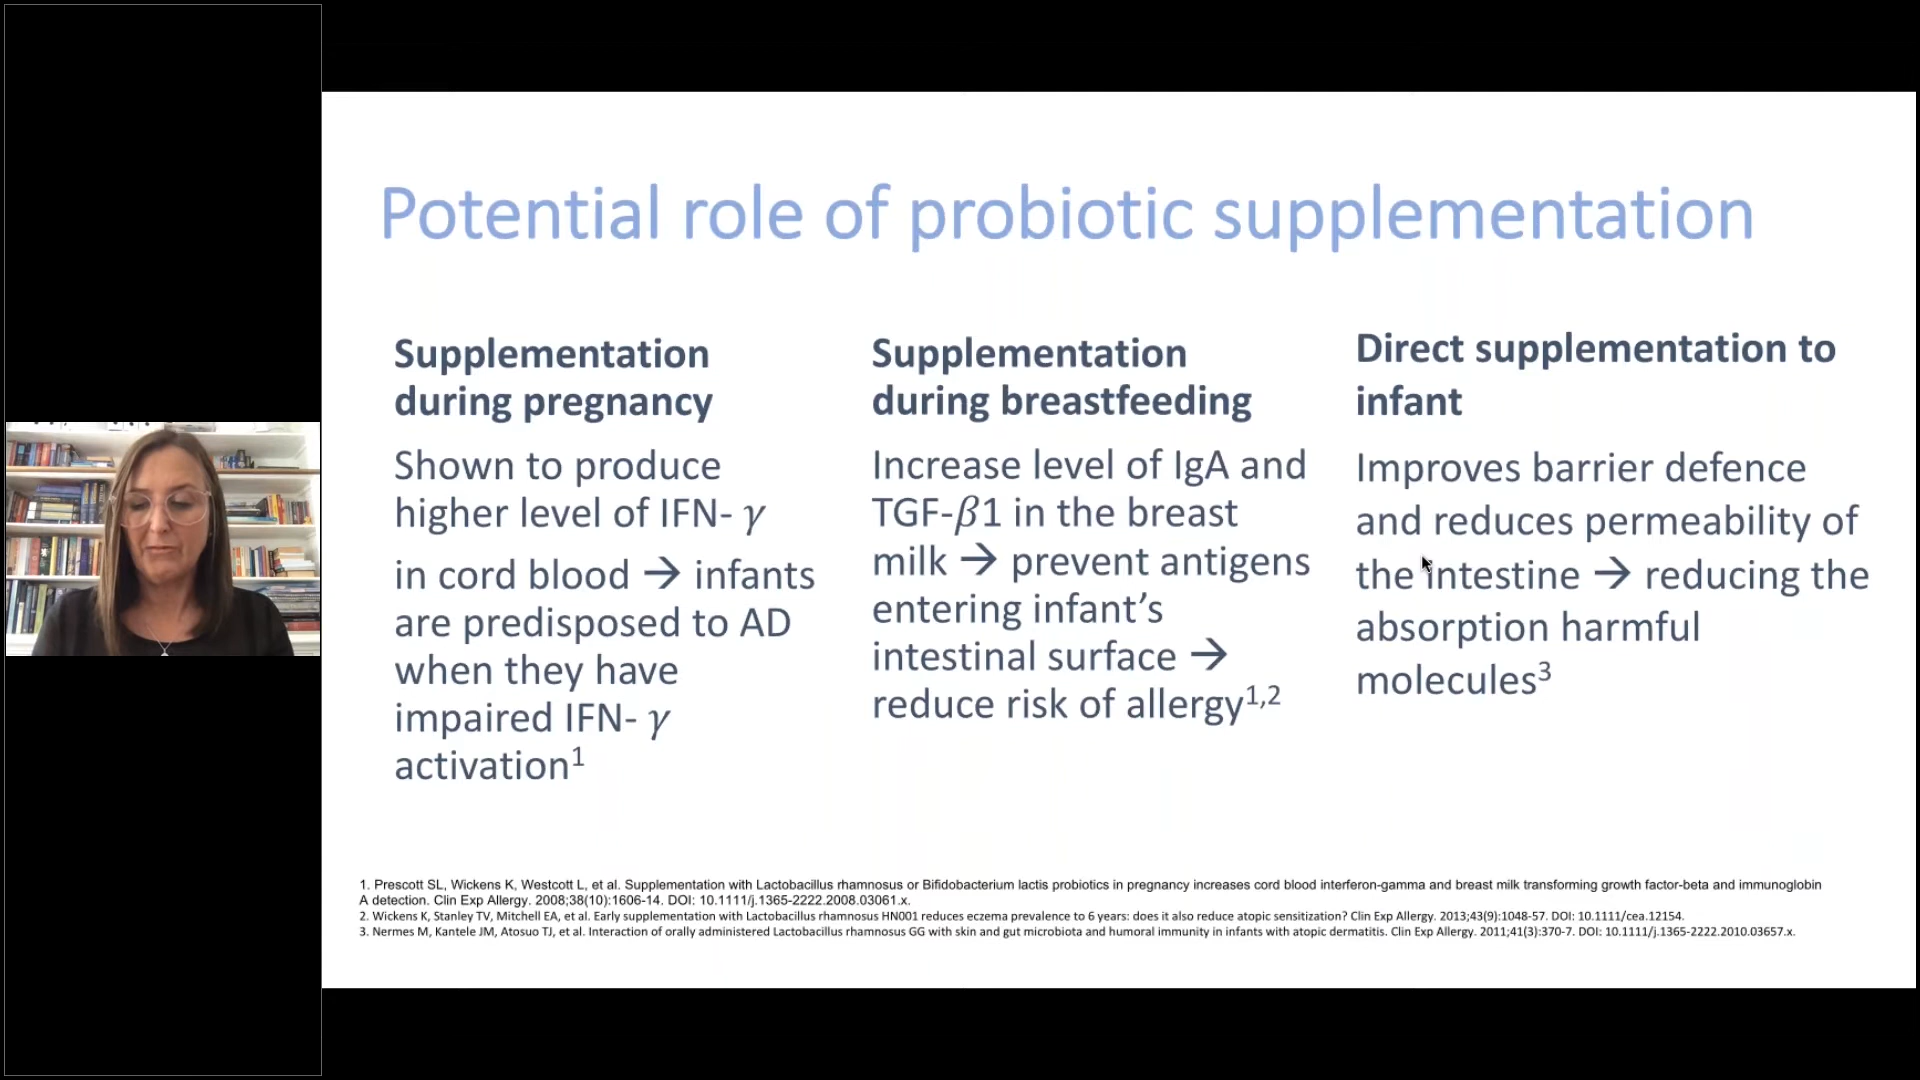 Potential role of probiotic supplementation
Supplementation
during pregnancy
Shown to produce
higher level of IFN- γ
in cord blood → infants
are predisposed to AD
when they have
impaired IFN- γ
activation¹
Supplementation
during breastfeeding
Increase level of IgA and
TGF-β1 in the breast
milk → prevent antigens
entering infant’s
intestinal surface →
reduce risk of allergy¹,²
Direct supplementation to
infant
Improves barrier defence
and reduces permeability of
the intestine → reducing the
absorption harmful
molecules³
1. Prescott SL, Wickens K, Westcott L, et al. Supplementation with Lactobacillus rhamnosus or Bifidobacterium lactis probiotics in pregnancy increases cord blood interferon-gamma and breast milk transforming growth factor-beta and immunoglobin
A detection. Clin Exp Allergy. 2008;38(10):1606-14. DOI: 10.1111/j.1365-2222.2008.03061.x.
2. Wickens K, Stanley TV, Mitchell EA, et al. Early supplementation with Lactobacillus rhamnosus HN001 reduces eczema prevalence to 6 years: does it also reduce atopic sensitization? Clin Exp Allergy. 2013;43(9):1048-57. DOI: 10.1111/cea.12154.
3. Nermes M, Kantele JM, Atosuo TJ, et al. Interaction of orally administered Lactobacillus rhamnosus GG with skin and gut microbiota and humoral immunity in infants with atopic dermatitis. Clin Exp Allergy. 2011;41(3):370-7. DOI: 10.1111/j.1365-2222.2010.03657.x.